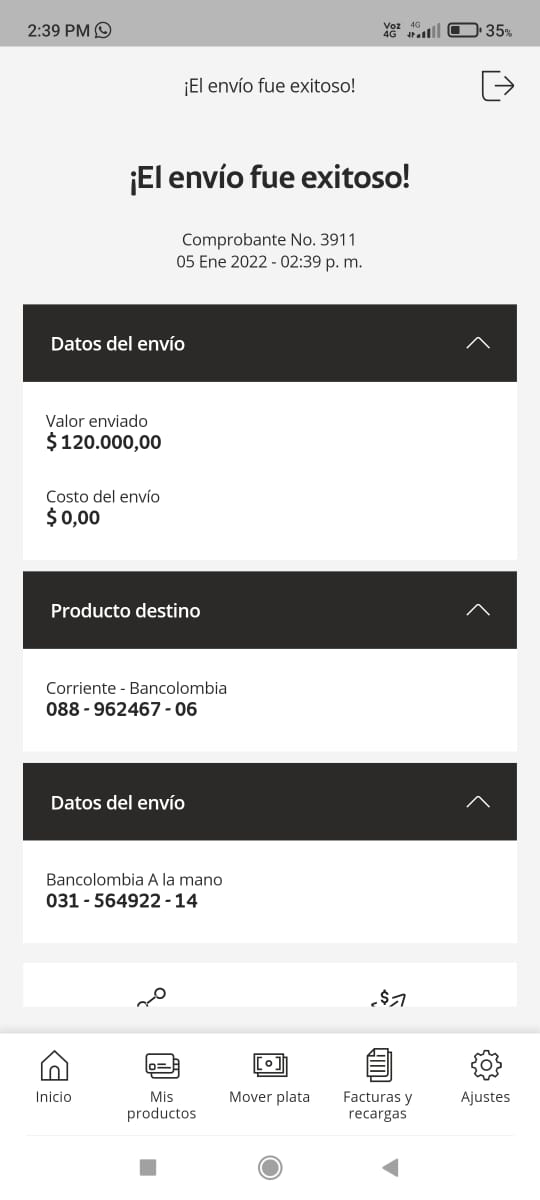 2:39 PM
Voz 4G
4G
35%
¡El envío fue exitoso!
¡El envío fue exitoso!
Comprobante No. 3911
05 Ene 2022 - 02:39 p. m.
Datos del envío
Valor enviado
$ 120.000,00
Costo del envío
$ 0,00
Producto destino
Corriente - Bancolombia
088 - 962467 - 06
Datos del envío
Bancolombia A la mano
031 - 564922 - 14
$
Inicio
Mis
productos
Mover plata
Facturas y
recargas
Ajustes